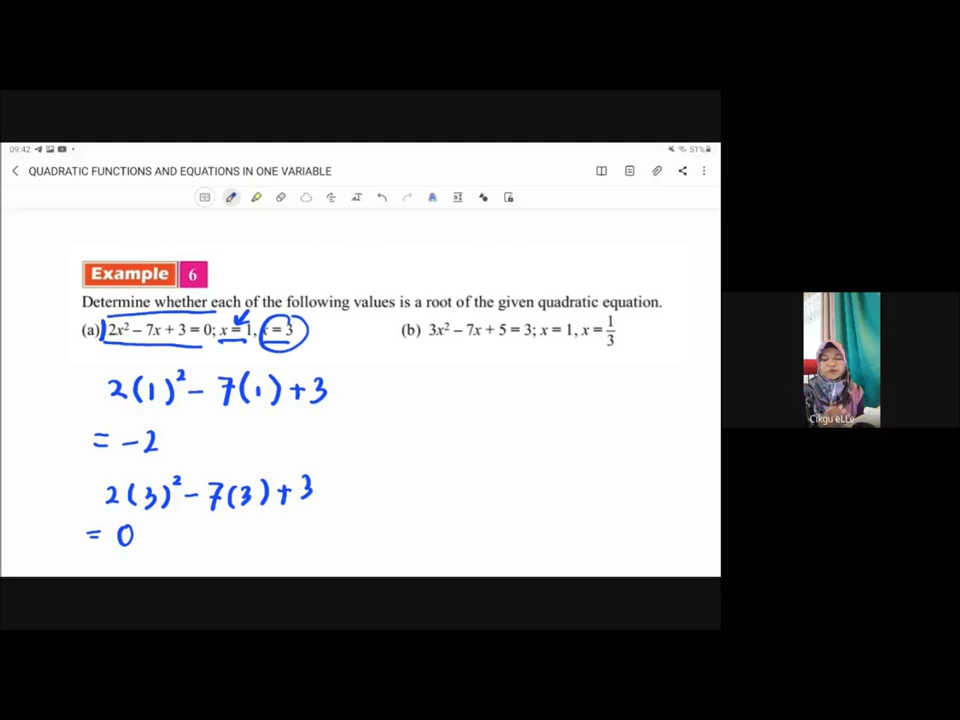 09:42
51%
QUADRATIC FUNCTIONS AND EQUATIONS IN ONE VARIABLE
Example 6
Determine whether each of the following values is a root of the given quadratic equation.
(a) 2x² – 7x + 3 = 0; x = 1, x = 3
(b) 3x² – 7x + 5 = 3; x = 1, x = 1/3
2(1)² – 7(1) + 3
= –2
2(3)² – 7(3) + 3
= 0
Cikgu eLLe